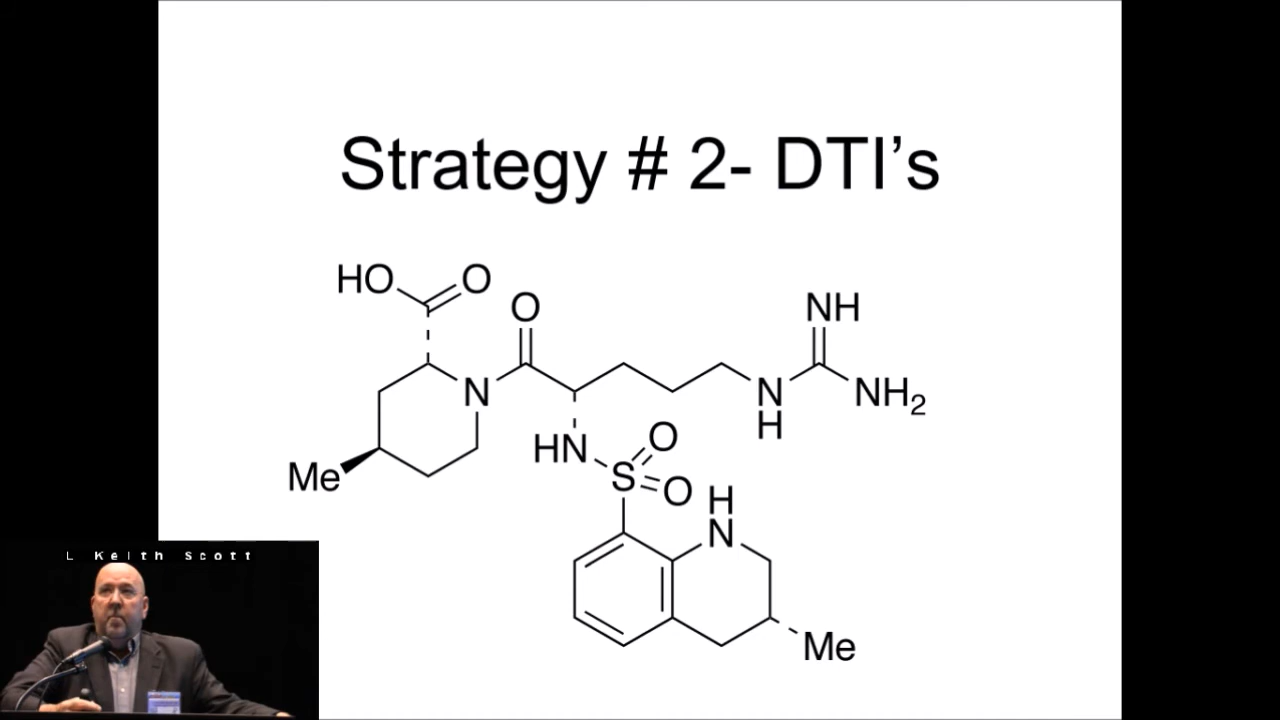 Strategy # 2- DTI's
HO
O
O
NH
N
N
H
NH2
HN
O
S
O
Me
H
N
Me
L Keith Scott